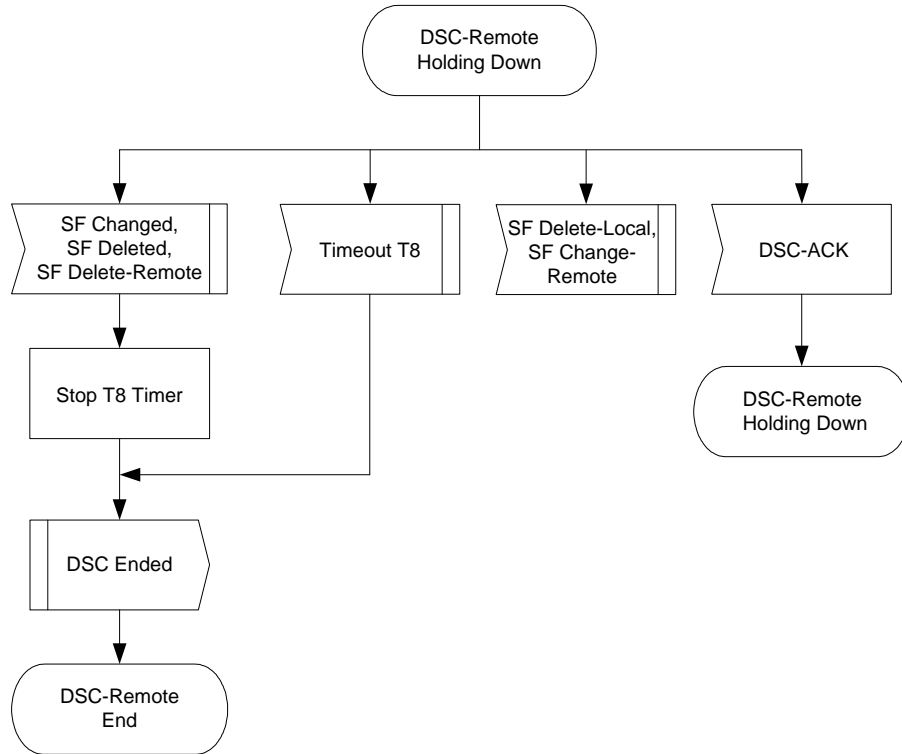 DSC-Remote
Holding Down
SF Changed,
SF Deleted,
SF Delete-Remote
Timeout T8
SF Delete-Local,
SF Change-
Remote
DSC-ACK
Stop T8 Timer
DSC-Remote
Holding Down
DSC Ended
DSC-Remote
End